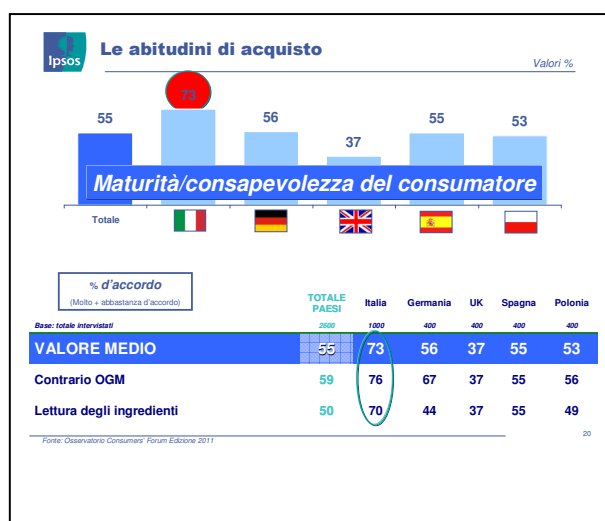 Ipsos
Le abitudini di acquisto
Valori %
55
73
56
37
55
53
Maturità/consapevolezza del consumatore
Totale
% d'accordo
(Molto + abbastanza d'accordo)
TOTALE PAESI Italia Germania UK Spagna Polonia
Base: totale intervistati 2600 1000 400 400 400 400
VALORE MEDIO 55 73 56 37 55 53
Contrario OGM 59 76 67 37 55 56
Lettura degli ingredienti 50 70 44 37 55 49
Fonte: Osservatorio Consumers' Forum Edizione 2011
20